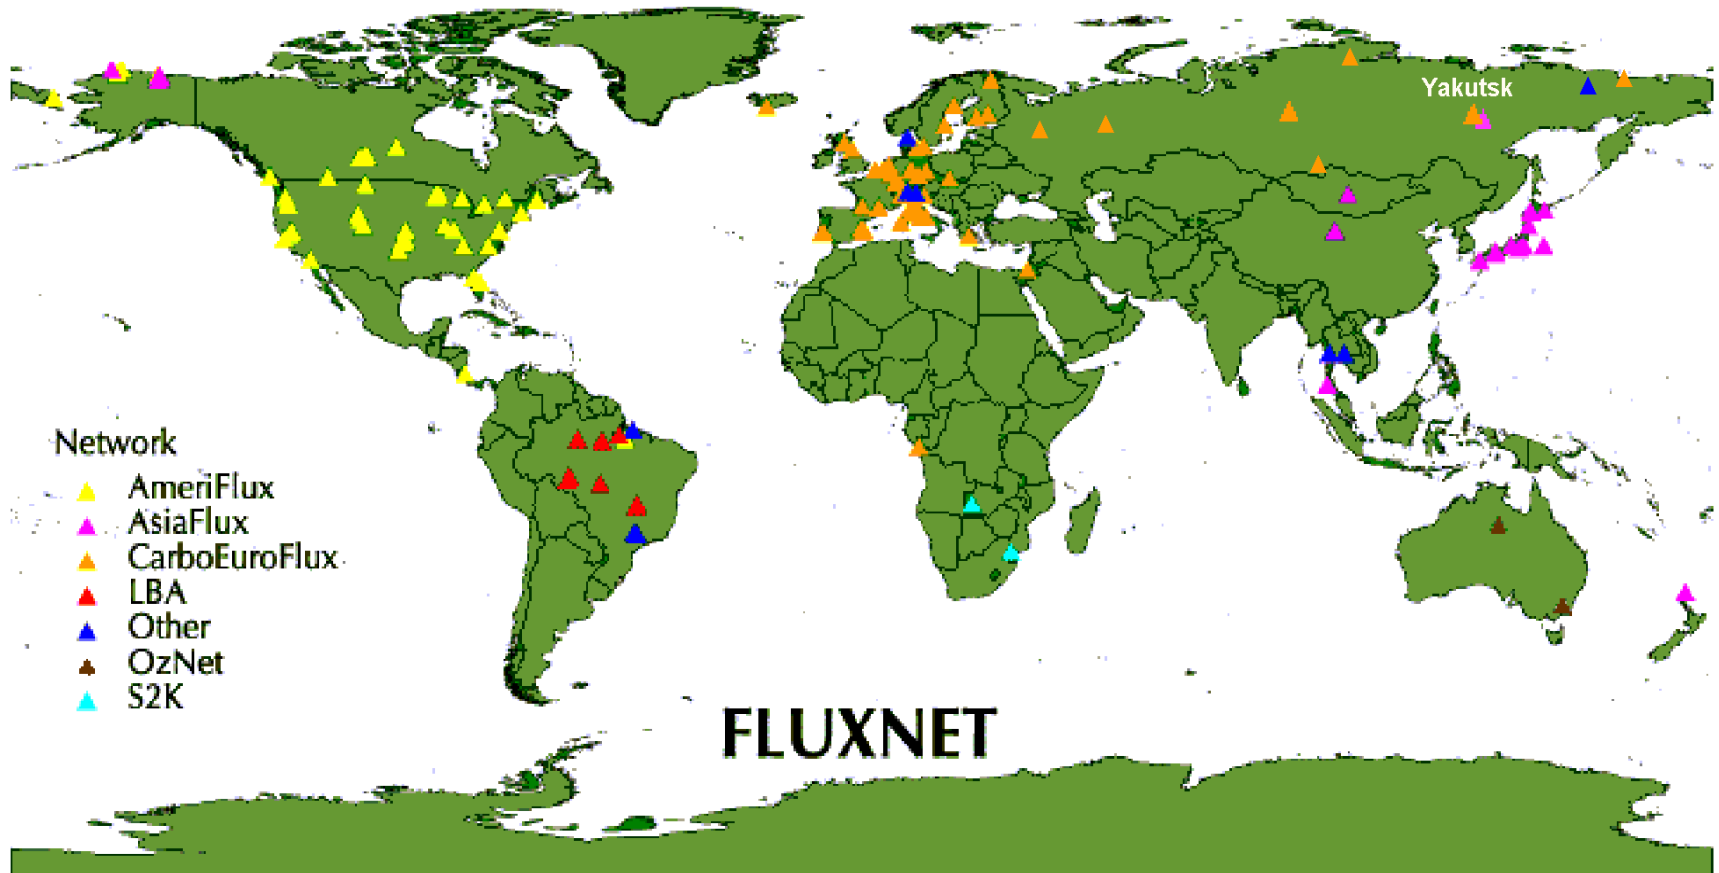 Yakutsk
Network
AmeriFlux
AsiaFlux
CarboEuroFlux
LBA
Other
OzNet
S2K
FLUXNET